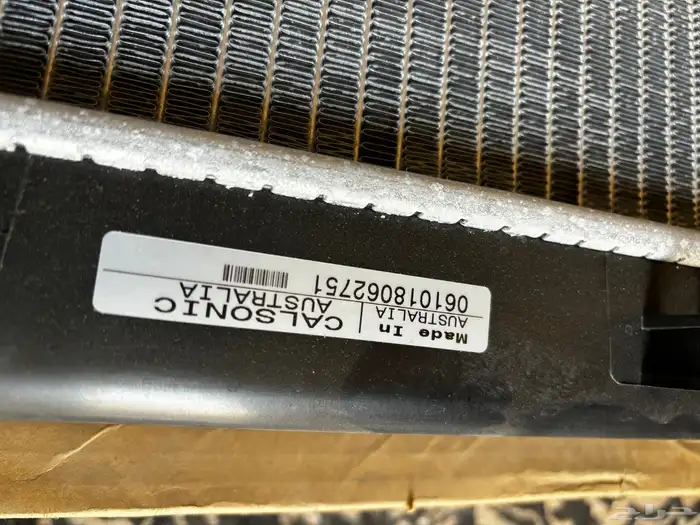 Made In
AUSTRALIA
CALSONIC
AUSTRALIA
061018062751
حراج